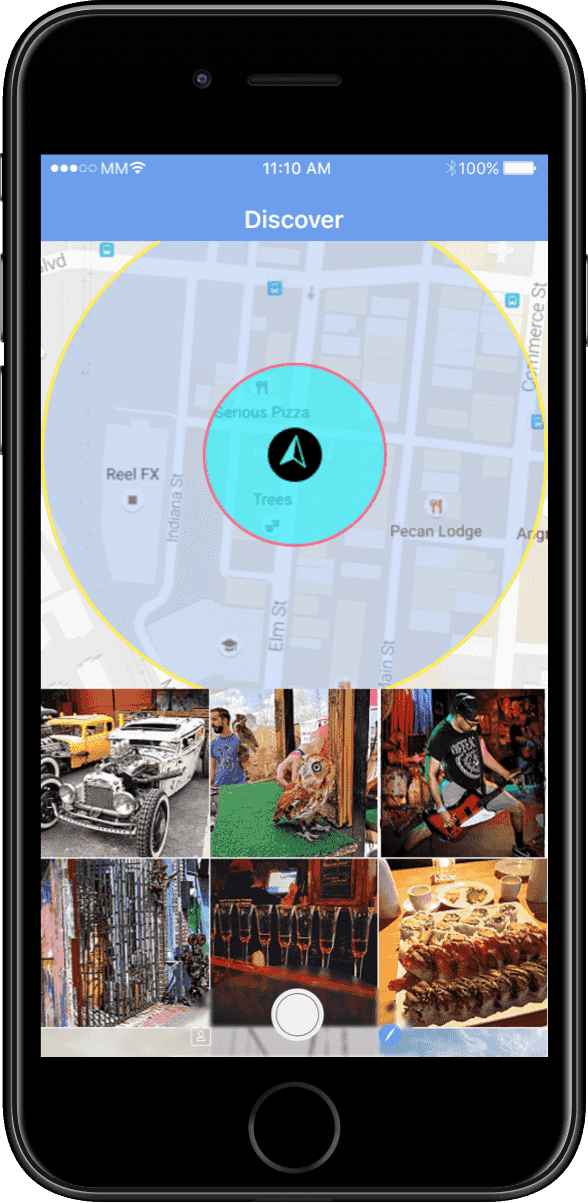 MM 11:10 AM 100%
Discover
lvd
Commerce St
Serious Pizza
Reel FX
Indiana St
Trees
Pecan Lodge
Ang
Elm St
Main St